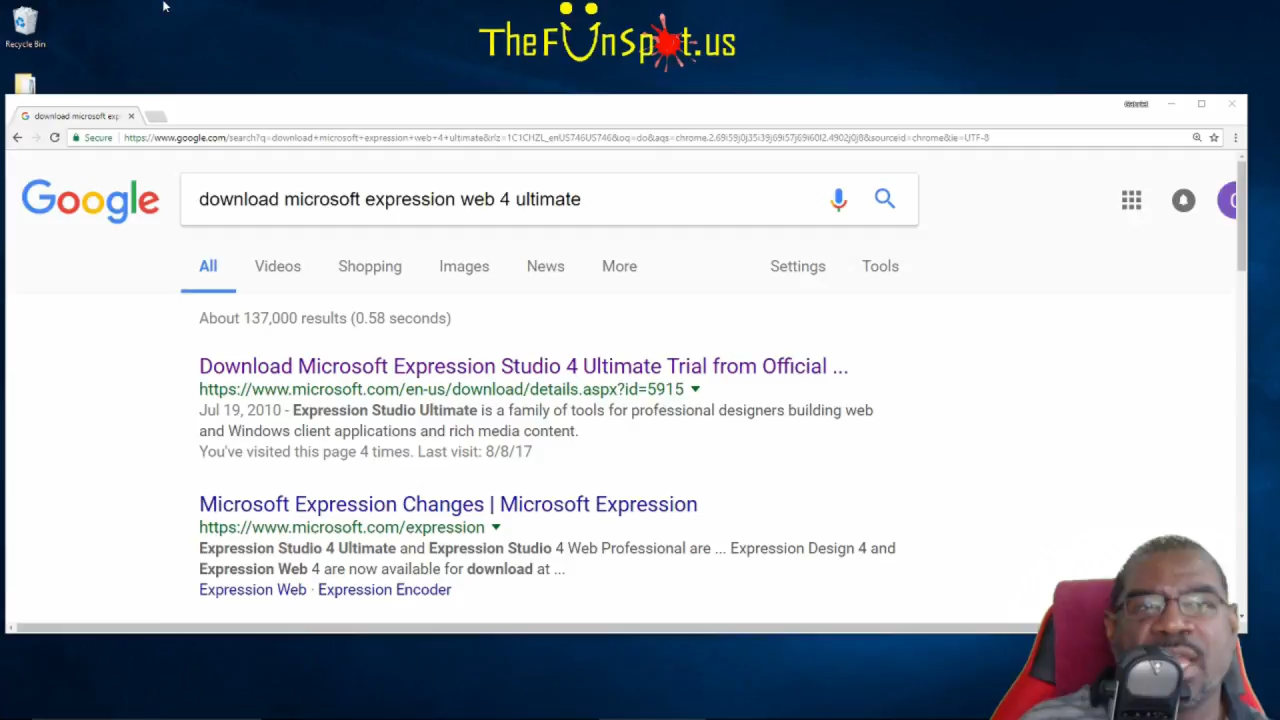 TheFUnSpot.us
Recycle Bin
download microsoft exp
Secure
https://www.google.com/search?q=download+microsoft+expression+web+4+ultimate&rlz=1C1CHZL_enUS746US746&oq=do&aqs=chrome.2.69i59j0j35i39j69i57j69i60l2.4902j0j8&sourceid=chrome&ie=UTF-8
Google
download microsoft expression web 4 ultimate
All Videos Shopping Images News More Settings Tools
About 137,000 results (0.58 seconds)
Download Microsoft Expression Studio 4 Ultimate Trial from Official ...
https://www.microsoft.com/en-us/download/details.aspx?id=5915
Jul 19, 2010 - Expression Studio Ultimate is a family of tools for professional designers building web
and Windows client applications and rich media content.
You've visited this page 4 times. Last visit: 8/8/17
Microsoft Expression Changes | Microsoft Expression
https://www.microsoft.com/expression
Expression Studio 4 Ultimate and Expression Studio 4 Web Professional are ... Expression Design 4 and
Expression Web 4 are now available for download at ...
Expression Web · Expression Encoder